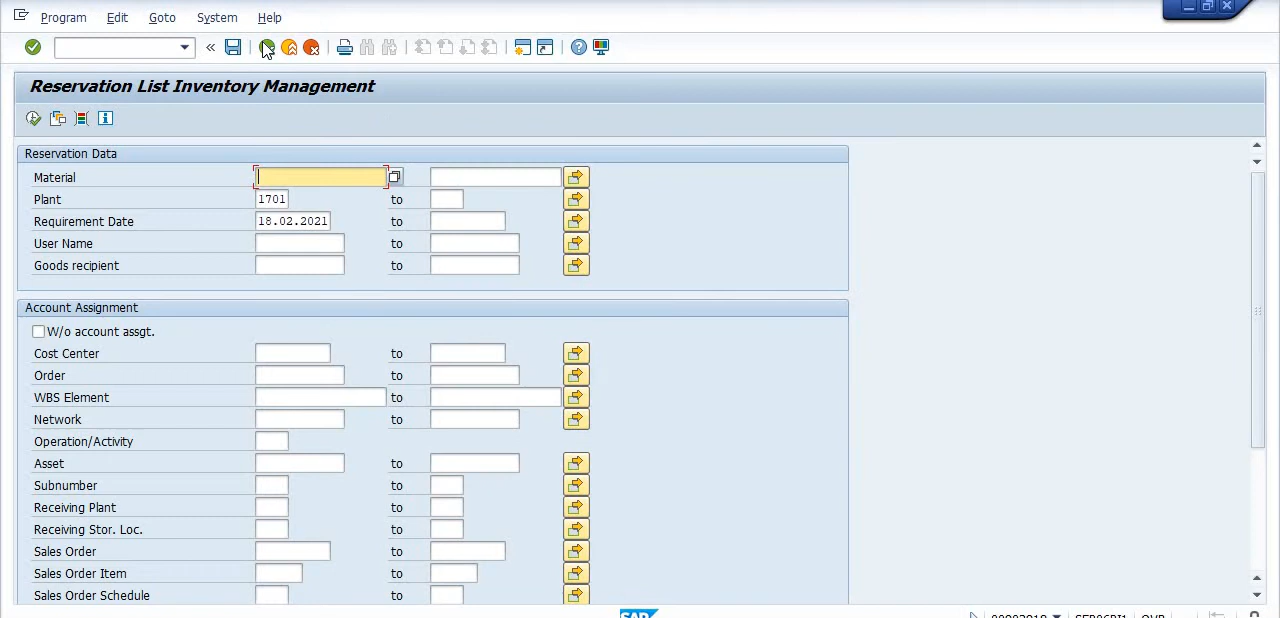 Program Edit Goto System Help
Reservation List Inventory Management
Reservation Data
Material
Plant 1701 to
Requirement Date 18.02.2021 to
User Name to
Goods recipient to
Account Assignment
W/o account assgt.
Cost Center to
Order to
WBS Element to
Network to
Operation/Activity
Asset to
Subnumber to
Receiving Plant to
Receiving Stor. Loc. to
Sales Order to
Sales Order Item to
Sales Order Schedule to
SAP OVR